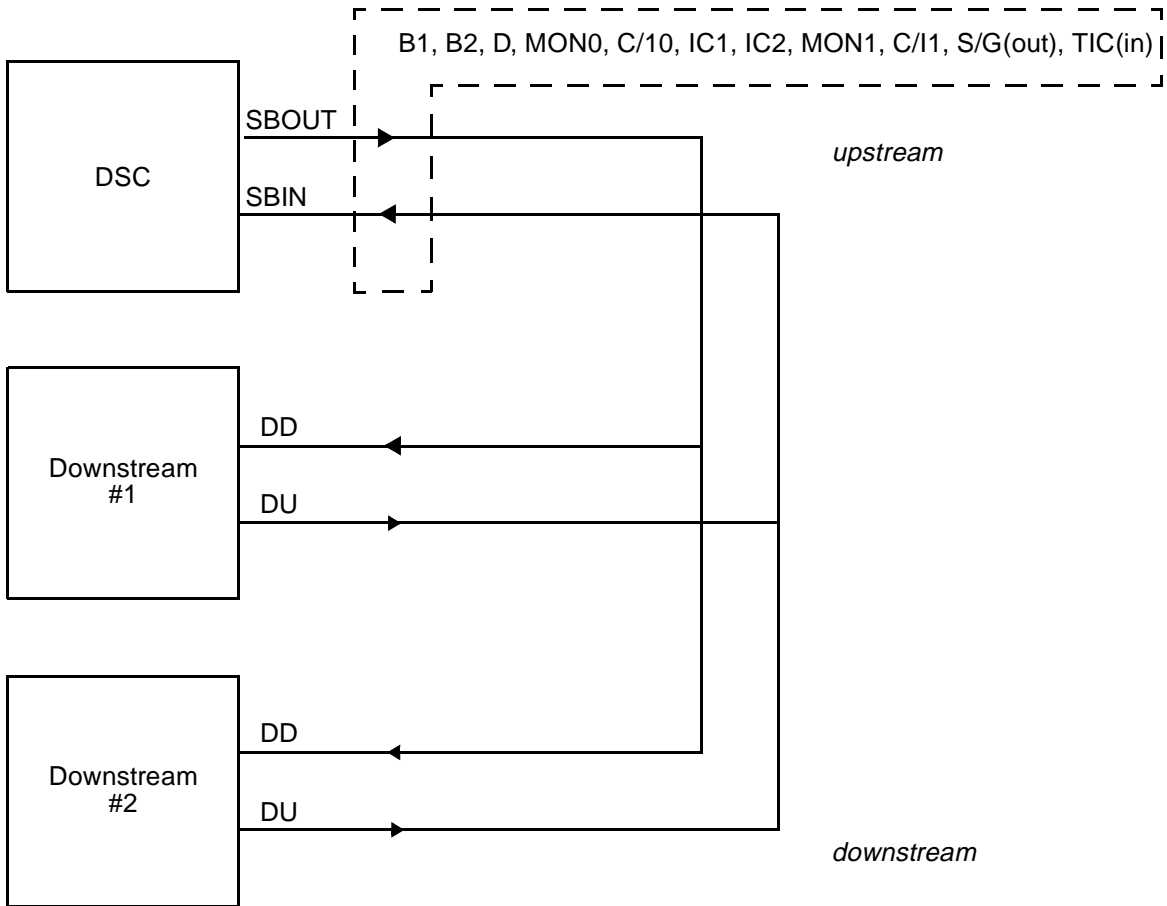 B1, B2, D, MON0, C/10, IC1, IC2, MON1, C/I1, S/G(out), TIC(in)
SBOUT
upstream
DSC
SBIN
DD
Downstream
#1
DU
DD
Downstream
#2
DU
downstream